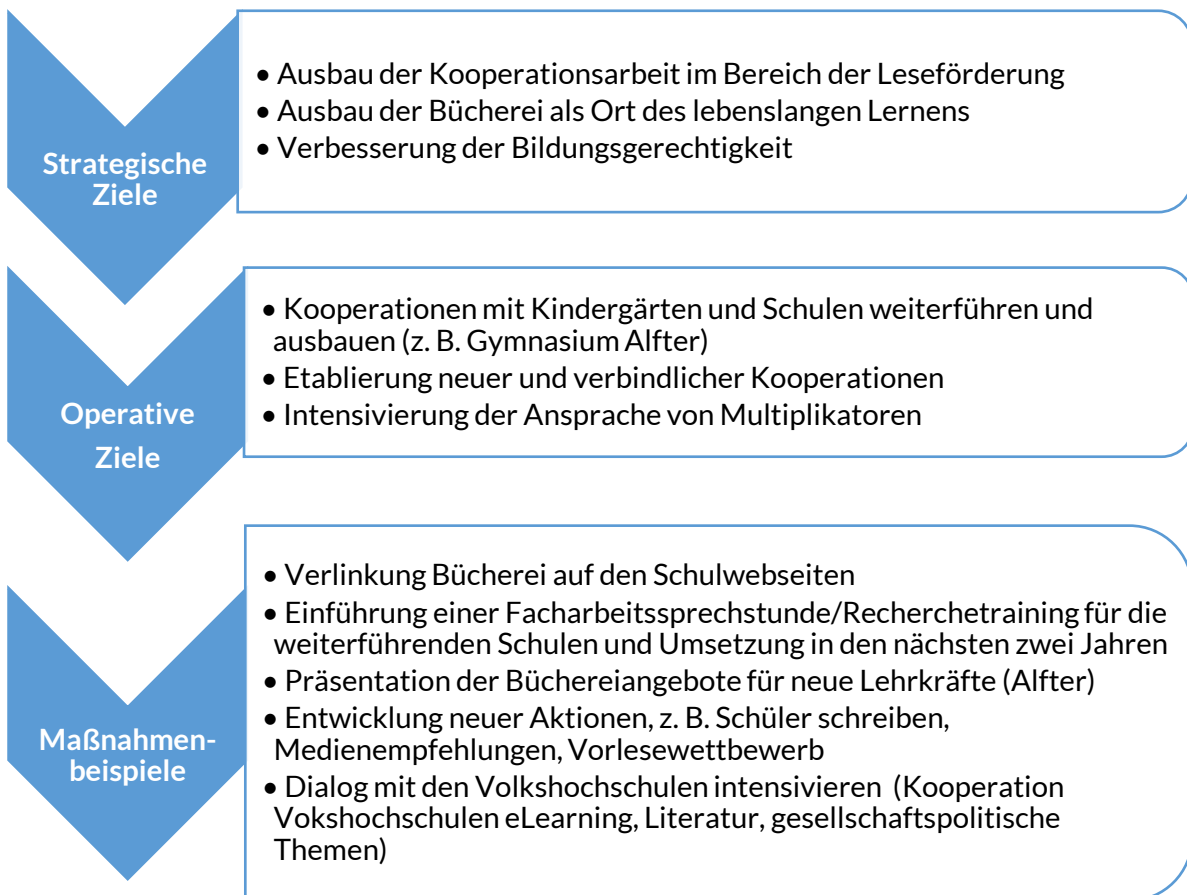 Strategische
Ziele
• Ausbau der Kooperationsarbeit im Bereich der Leseförderung
• Ausbau der Bücherei als Ort des lebenslangen Lernens
• Verbesserung der Bildungsgerechtigkeit
Operative
Ziele
• Kooperationen mit Kindergärten und Schulen weiterführen und
ausbauen (z. B. Gymnasium Alfter)
• Etablierung neuer und verbindlicher Kooperationen
• Intensivierung der Ansprache von Multiplikatoren
Maßnahmen-
beispiele
• Verlinkung Bücherei auf den Schulwebseiten
• Einführung einer Facharbeitssprechstunde/Recherchetraining für die
weiterführenden Schulen und Umsetzung in den nächsten zwei Jahren
• Präsentation der Büchereiangebote für neue Lehrkräfte (Alfter)
• Entwicklung neuer Aktionen, z. B. Schüler schreiben,
Medienempfehlungen, Vorlesewettbewerb
• Dialog mit den Volkshochschulen intensivieren (Kooperation
Vokshochschulen eLearning, Literatur, gesellschaftspolitische
Themen)